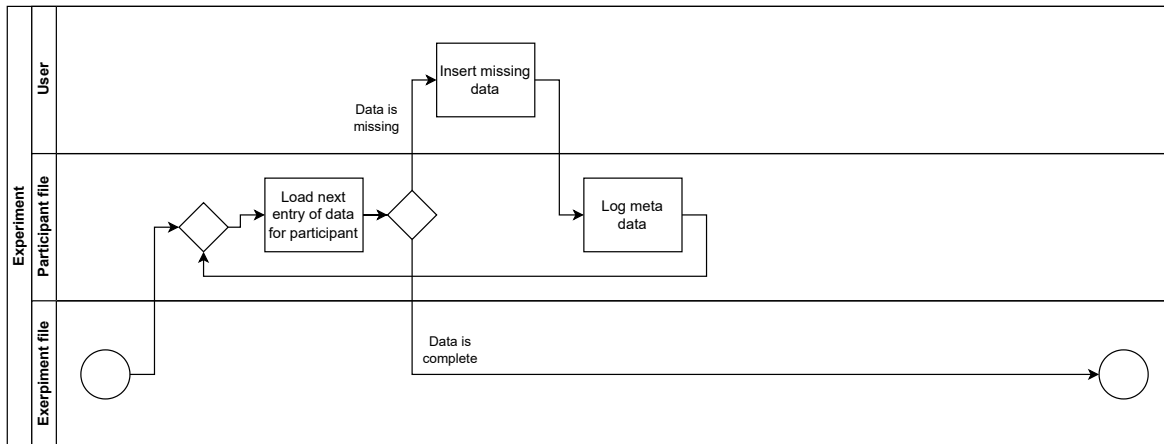 Experiment
User
Insert missing
data
Data is
missing
Participant file
Load next
entry of data
for participant
Log meta
data
Exerpiment file
Data is
complete